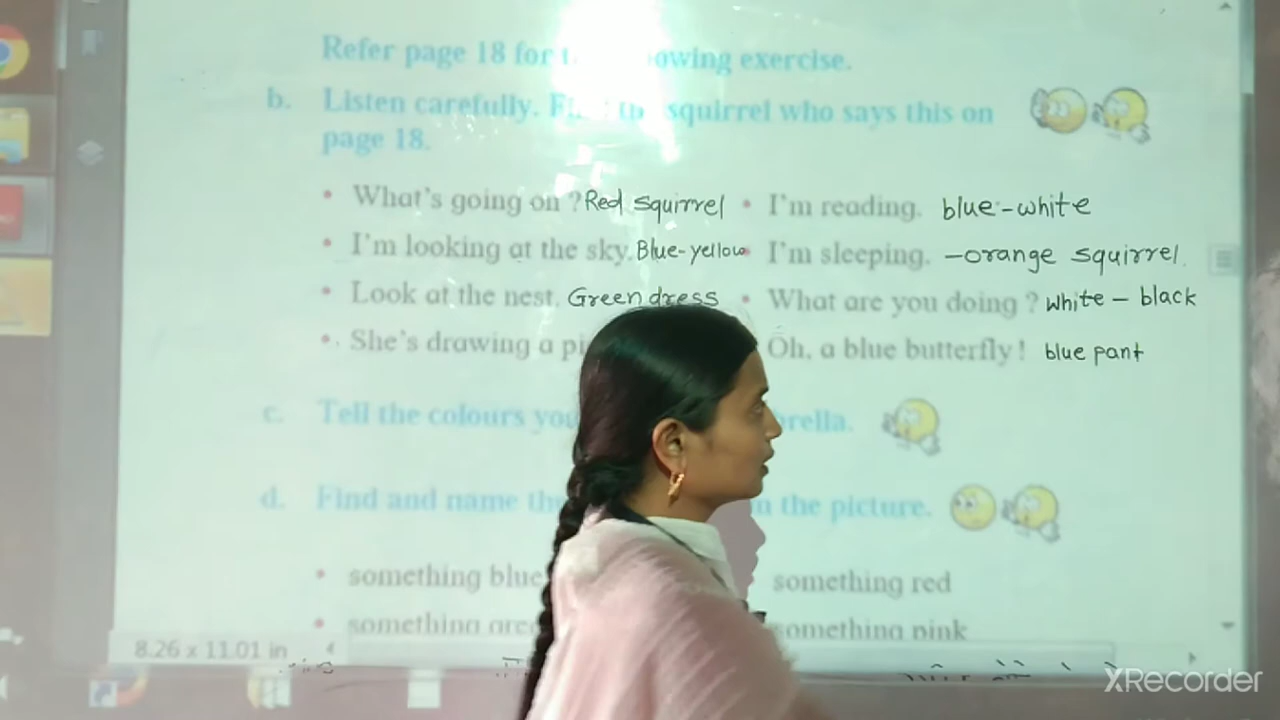 Refer page 18 for owing exercise.
b. Listen carefully. squirrel who says this on
page 18.
• What's going on ? Red squirrel • I'm reading. blue-white
• I'm looking at the sky. Blue-yellow • I'm sleeping. -orange squirrel.
• Look at the nest. Green dress • What are you doing ? white - black
• She's drawing a pi Oh, a blue butterfly! blue pant
c. Tell the colours yo rella.
d. Find and name the n the picture.
• something blue something red
• something gree something pink
8.26 x 11.01 in
XRecorder